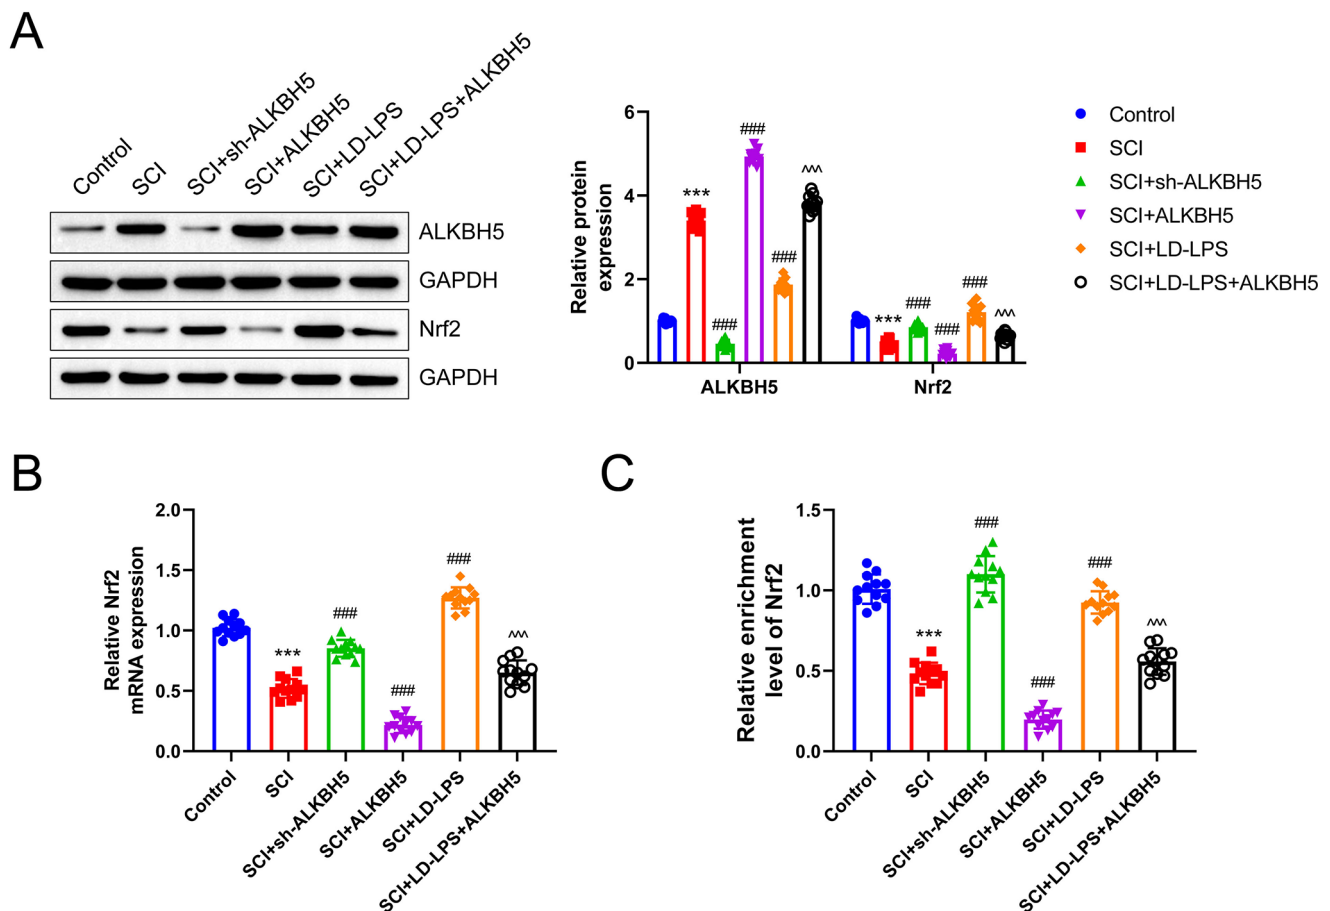 A
Control
SCI
SCI+sh-ALKBH5
SCI+ALKBH5
SCI+LD-LPS
SCI+LD-LPS+ALKBH5
ALKBH5
GAPDH
Nrf2
GAPDH
Relative protein
expression
6
4
2
0
***
###
###
###
^^^
***
###
###
###
^^^
ALKBH5
Nrf2
Control
SCI
SCI+sh-ALKBH5
SCI+ALKBH5
SCI+LD-LPS
SCI+LD-LPS+ALKBH5
B
Relative Nrf2
mRNA expression
2.0
1.5
1.0
0.5
0.0
***
###
###
###
^^^
Control
SCI
SCI+sh-ALKBH5
SCI+ALKBH5
SCI+LD-LPS
SCI+LD-LPS+ALKBH5
C
Relative enrichment
level of Nrf2
1.5
1.0
0.5
0.0
***
###
###
###
^^^
Control
SCI
SCI+sh-ALKBH5
SCI+ALKBH5
SCI+LD-LPS
SCI+LD-LPS+ALKBH5